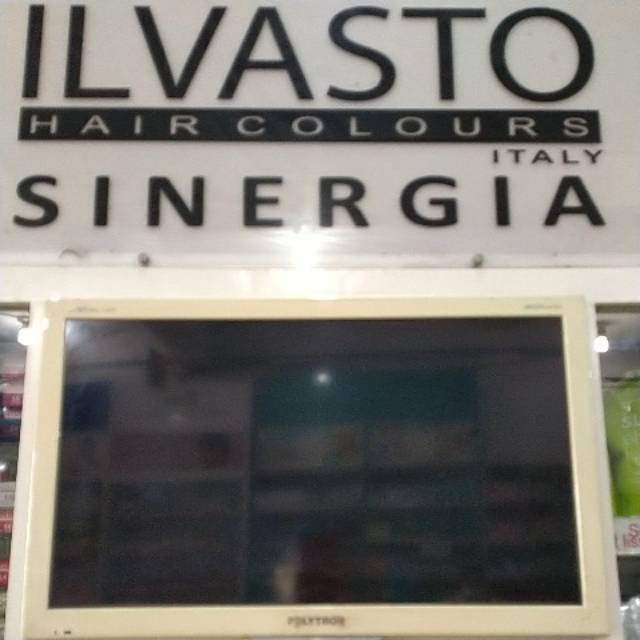 ILVASTO
HAIR COLOURS
ITALY
SINERGIA
POLYTRON